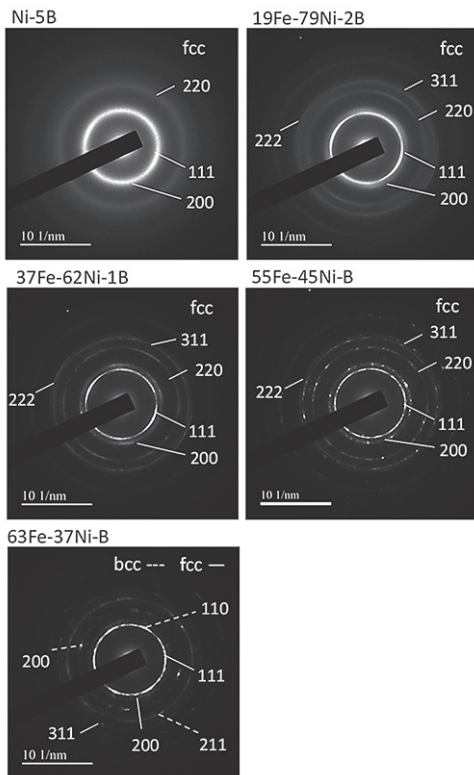 Ni-5B
19Fe-79Ni-2B
fcc
220
111
200
10 1/nm
fcc
311
220
222
111
200
10 1/nm
37Fe-62Ni-1B
55Fe-45Ni-B
fcc
311
220
222
111
200
10 1/nm
fcc
311
220
222
111
200
10 1/nm
63Fe-37Ni-B
bcc --- fcc —
110
200
111
311
200
211
10 1/nm